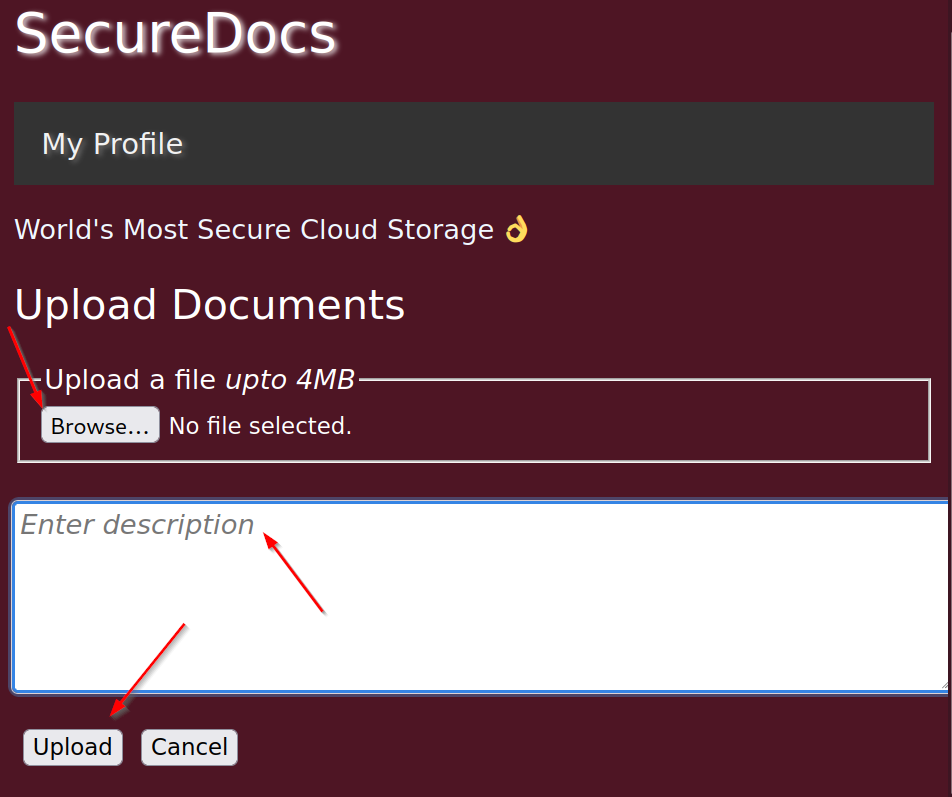 SecureDocs
My Profile
World's Most Secure Cloud Storage 👌
Upload Documents
Upload a file upto 4MB
Browse... No file selected.
Enter description
Upload Cancel